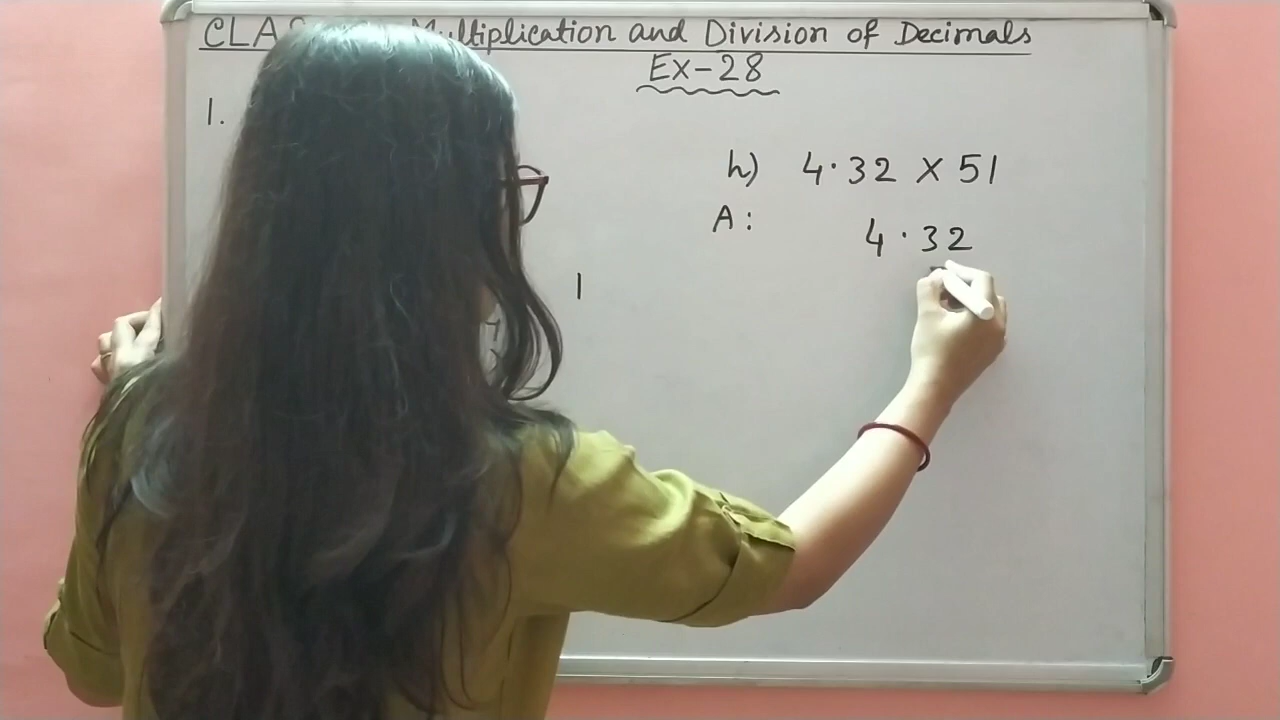 Multiplication and Division of Decimals
Ex-28
1.
h) 4.32 x 51
A: 4.32
1